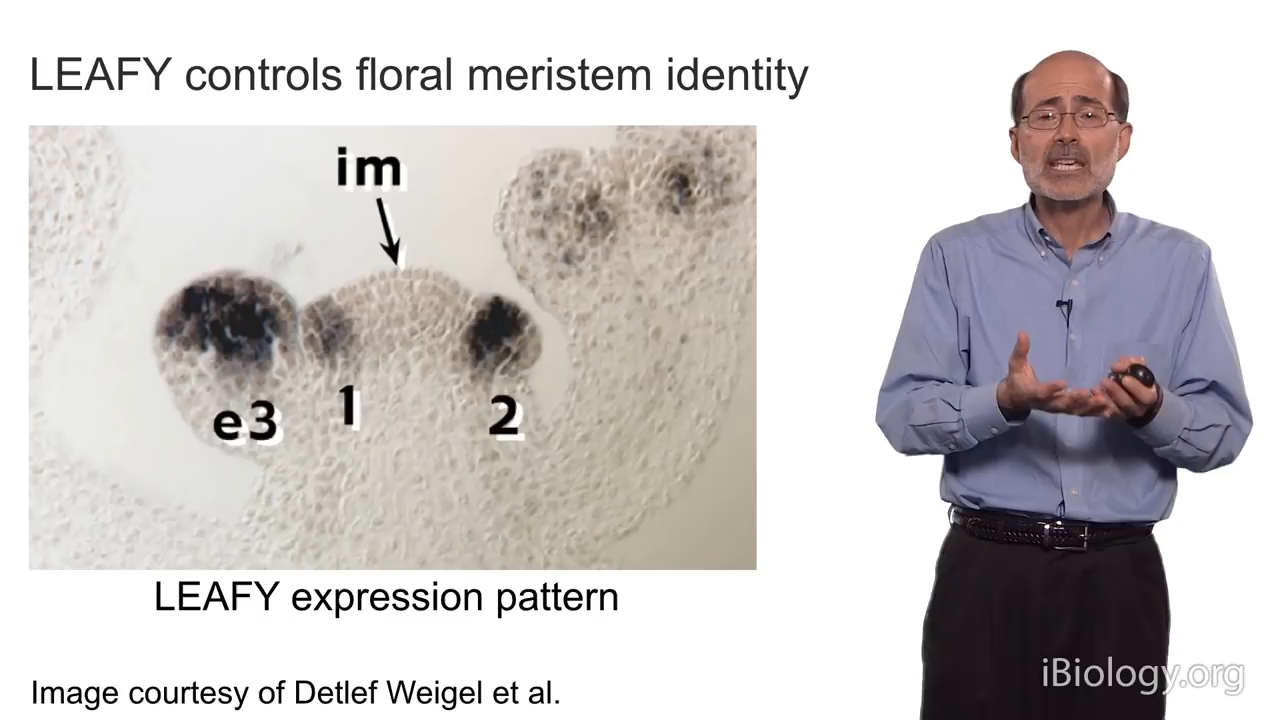 LEAFY controls floral meristem identity
im
e3
1
2
LEAFY expression pattern
Image courtesy of Detlef Weigel et al.
iBiology.org